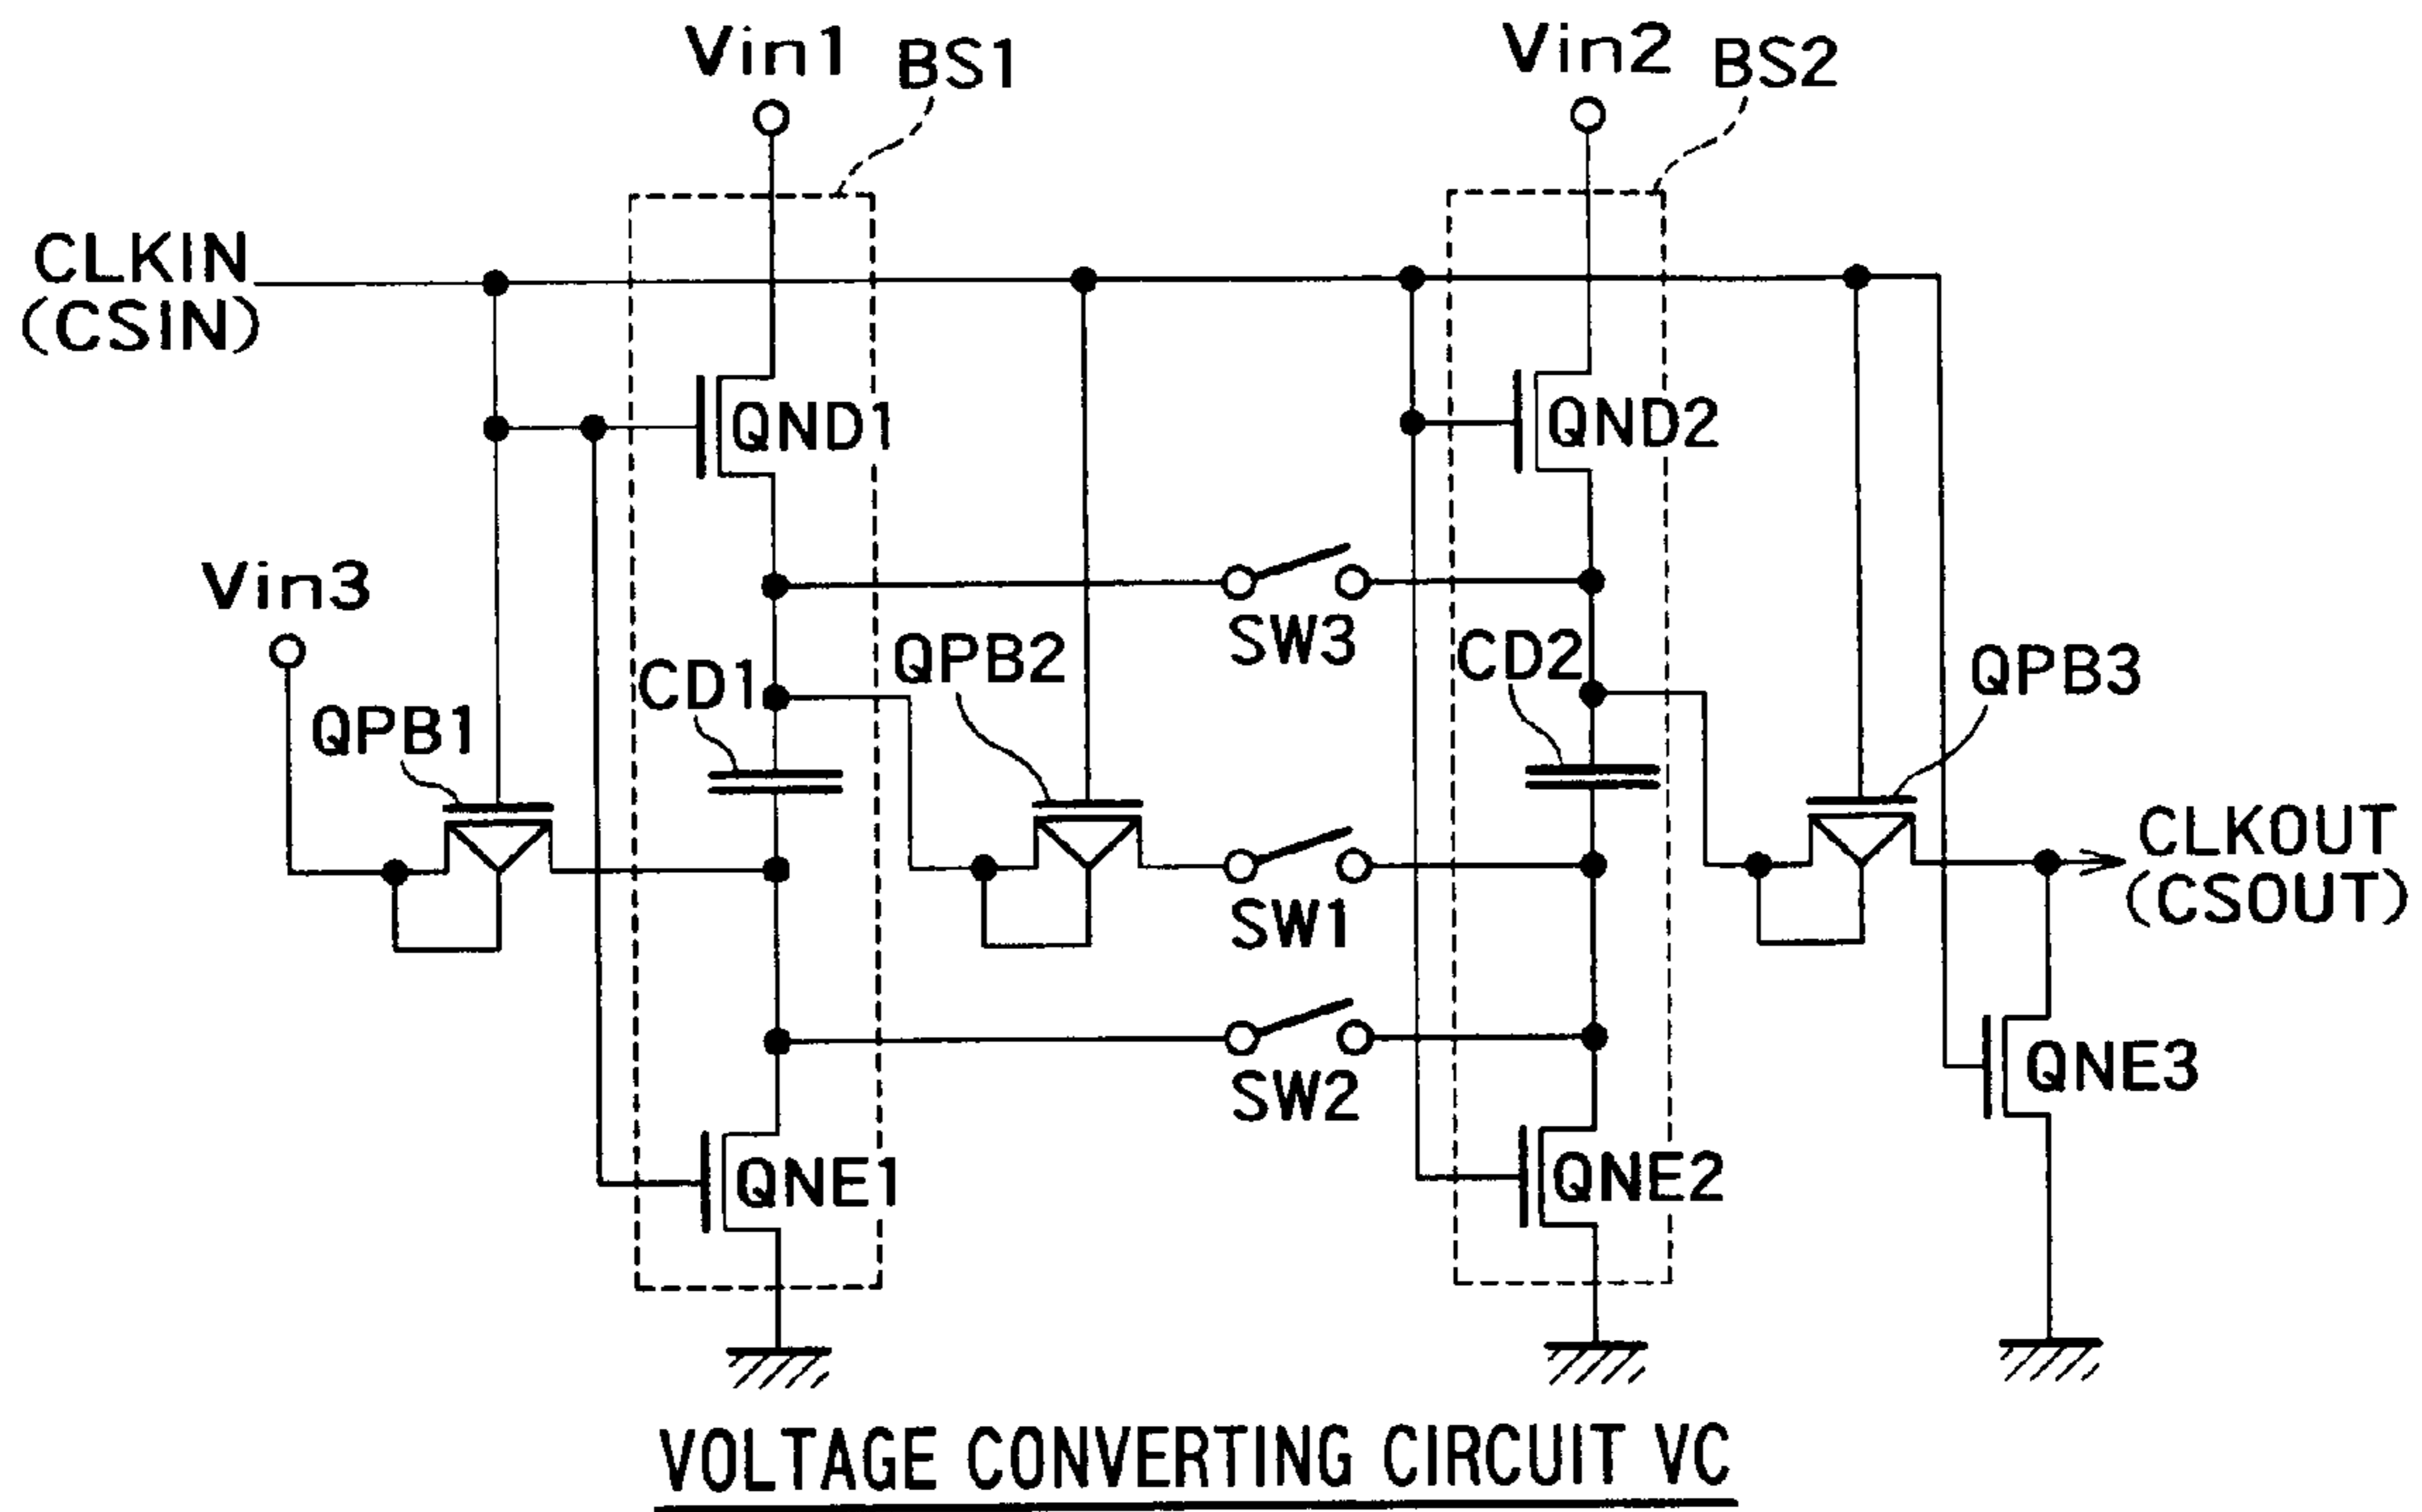 Vin1
BS1
Vin2
BS2
CLKIN
(CSIN)
QND1
QND2
Vin3
SW3
QPB1
CD1
QPB2
CD2
QPB3
CLKOUT
(CSOUT)
SW1
SW2
QNE3
QNE1
QNE2
VOLTAGE CONVERTING CIRCUIT VC